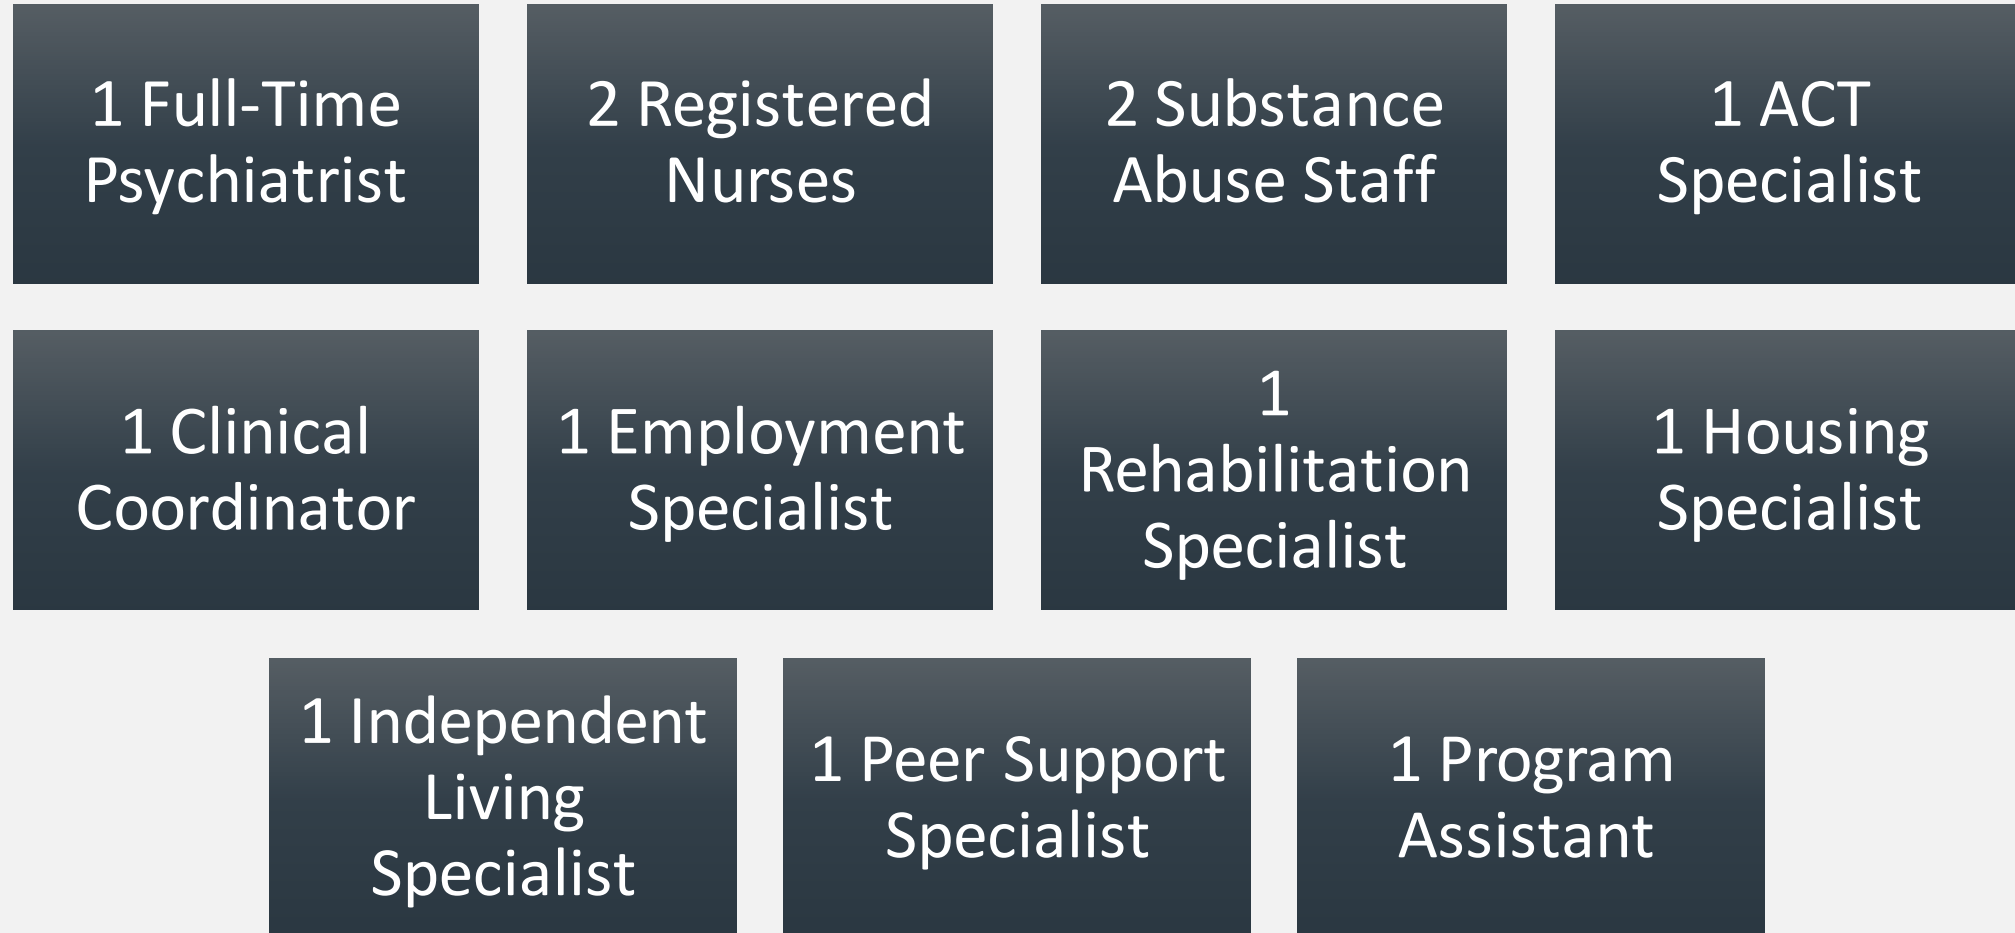 1 Full-Time
Psychiatrist
2 Registered
Nurses
2 Substance
Abuse Staff
1 ACT
Specialist
1 Clinical
Coordinator
1 Employment
Specialist
1
Rehabilitation
Specialist
1 Housing
Specialist
1 Independent
Living
Specialist
1 Peer Support
Specialist
1 Program
Assistant